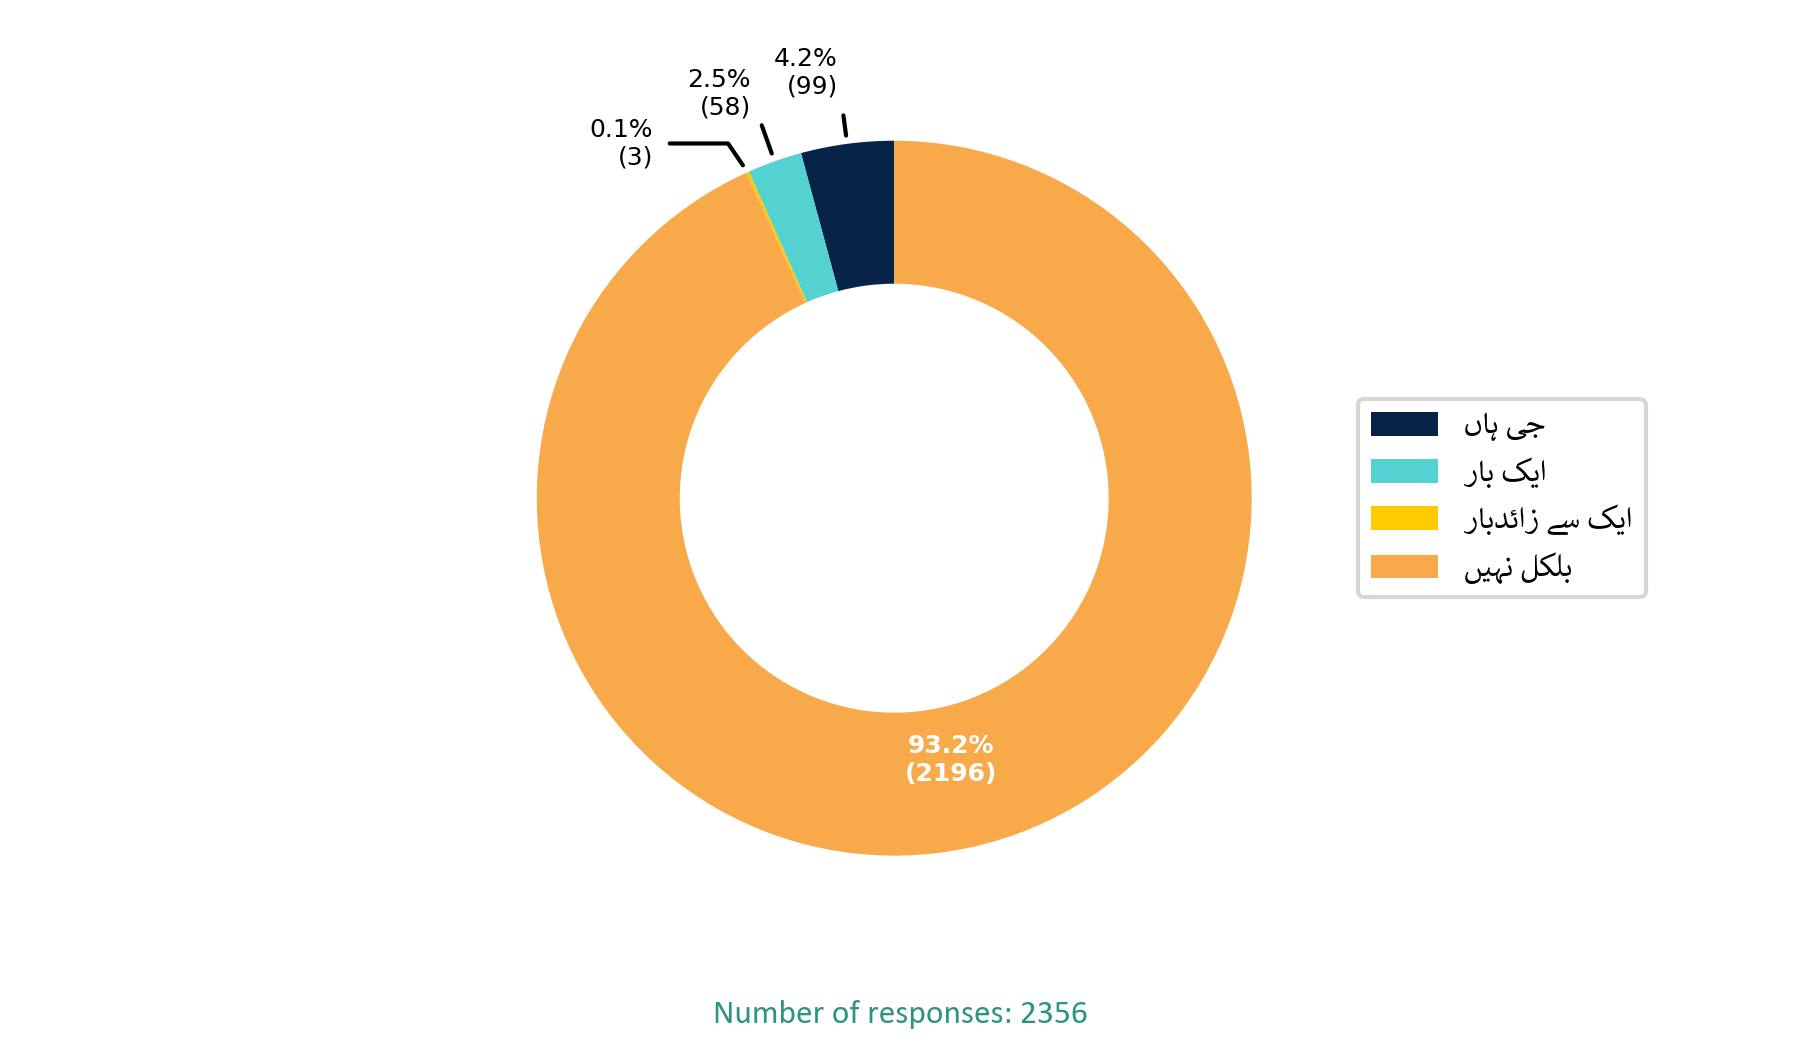 4.2%
(99)
2.5%
(58)
0.1%
(3)
جی ہاں
ایک بار
ایک سے زائدبار
بلکل نہیں
93.2%
(2196)
Number of responses: 2356